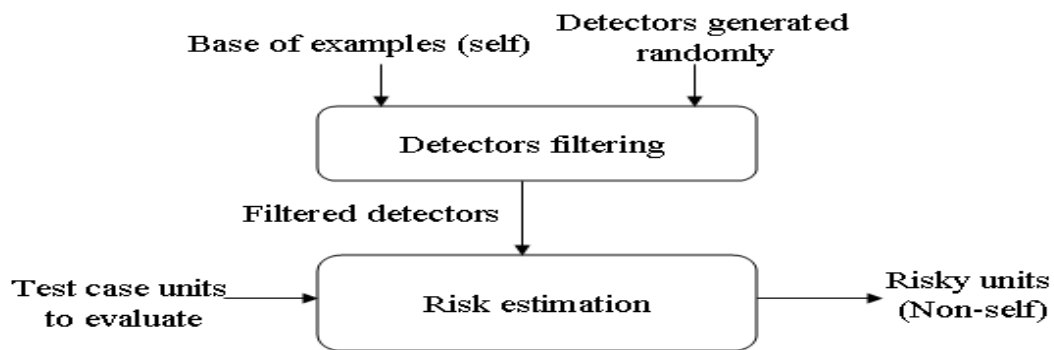 Base of examples (self)
Detectors generated
randomly
Detectors filtering
Filtered detectors
Test case units
to evaluate
Risk estimation
Risky units
(Non-self)